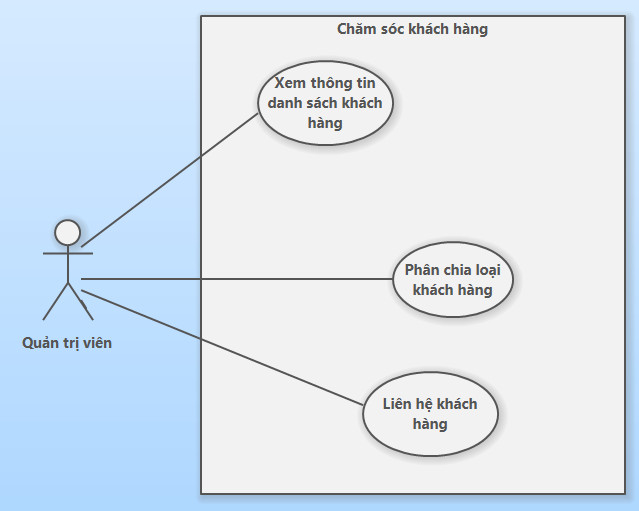 Chăm sóc khách hàng
Xem thông tin
danh sách khách
hàng
Phân chia loại
khách hàng
Quản trị viên
Liên hệ khách
hàng